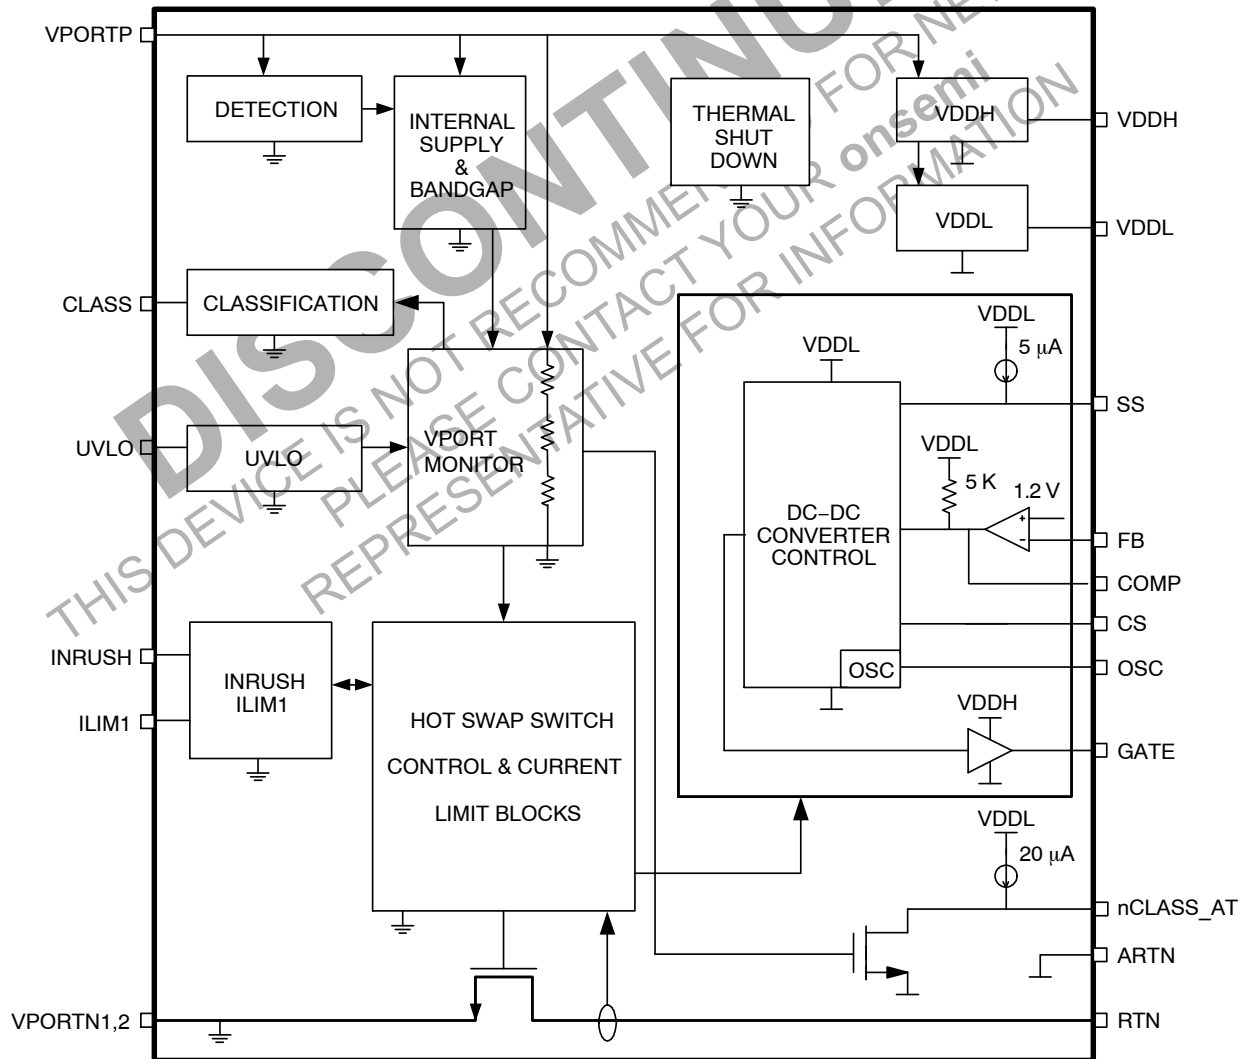 VPORTP
DETECTION
INTERNAL
SUPPLY
&
BANDGAP
THERMAL
SHUT
DOWN
VDDH
VDDH
VDDL
VDDL
CLASS
CLASSIFICATION
UVLO
UVLO
VPORT
MONITOR
VDDL
5 µA
VDDL
SS
VDDL
5 K
1.2 V
+
−
DC−DC
CONVERTER
CONTROL
FB
COMP
CS
OSC
OSC
INRUSH
ILIM1
INRUSH
ILIM1
HOT SWAP SWITCH
CONTROL & CURRENT
LIMIT BLOCKS
VDDH
GATE
VDDL
20 µA
nCLASS_AT
ARTN
VPORTN1,2
RTN
THIS DEVICE IS NOT RECOMMEN FOR NE
PLEASE CONTACT YOUR onsemi
REPRESENTATIVE FOR INFORMATION